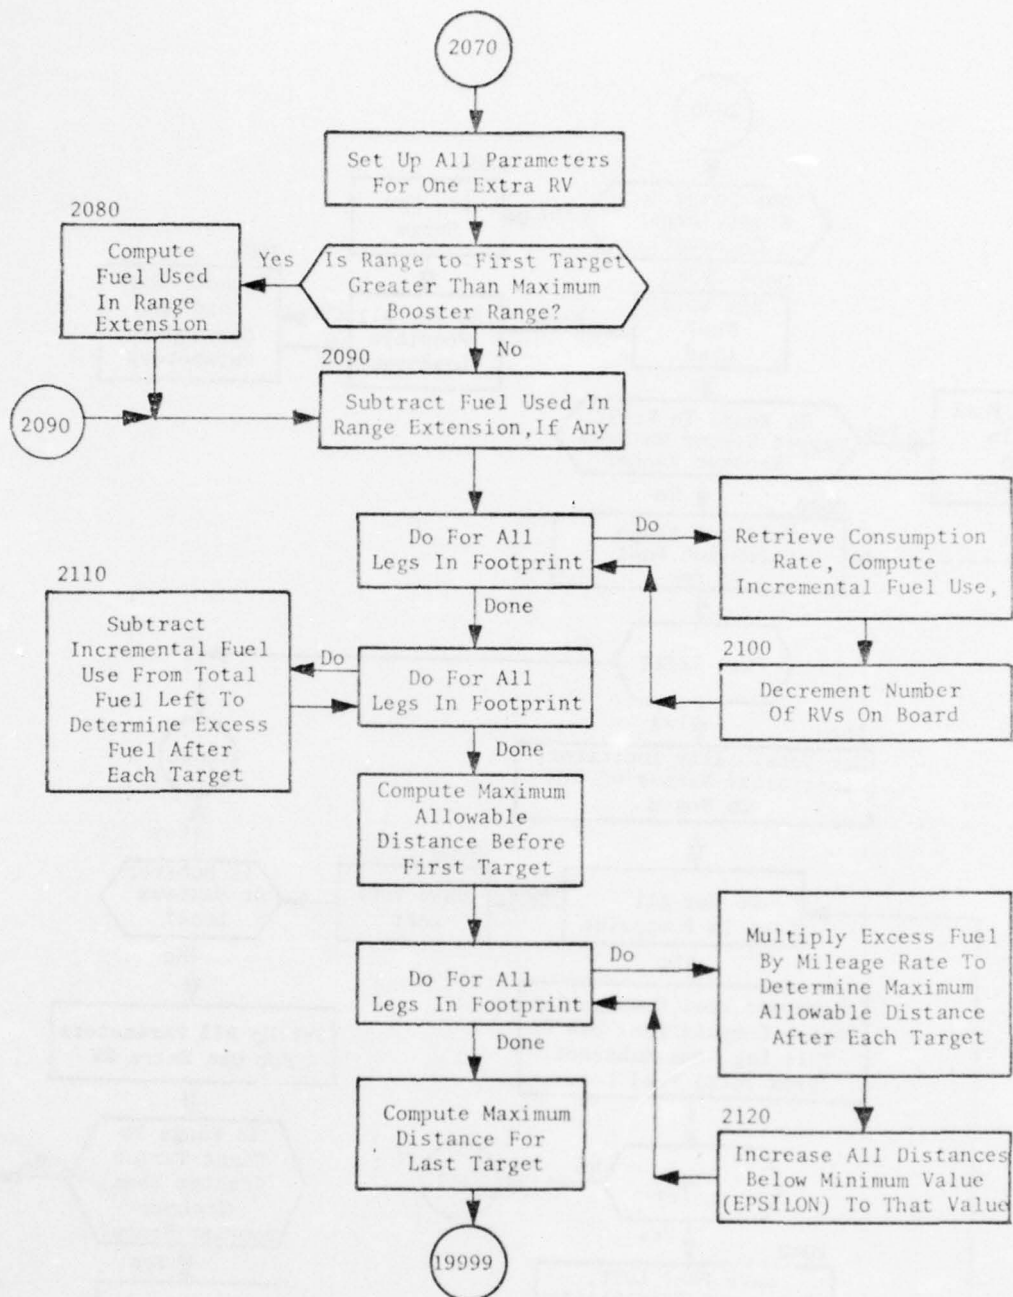 2070
Set Up All Parameters
For One Extra RV
2080
Compute
Fuel Used
In Range
Extension
Yes
Is Range to First Target
Greater Than Maximum
Booster Range?
No
2090
2090
Subtract Fuel Used In
Range Extension,If Any
Do For All
Legs In Footprint
Do
Retrieve Consumption
Rate, Compute
Incremental Fuel Use,
Done
2110
Subtract
Incremental Fuel
Use From Total
Fuel Left To
Determine Excess
Fuel After
Each Target
Do
Do For All
Legs In Footprint
2100
Decrement Number
Of RVs On Board
Done
Compute Maximum
Allowable
Distance Before
First Target
Do For All
Legs In Footprint
Do
Multiply Excess Fuel
By Mileage Rate To
Determine Maximum
Allowable Distance
After Each Target
Done
Compute Maximum
Distance For
Last Target
2120
Increase All Distances
Below Minimum Value
(EPSILON) To That Value
19999